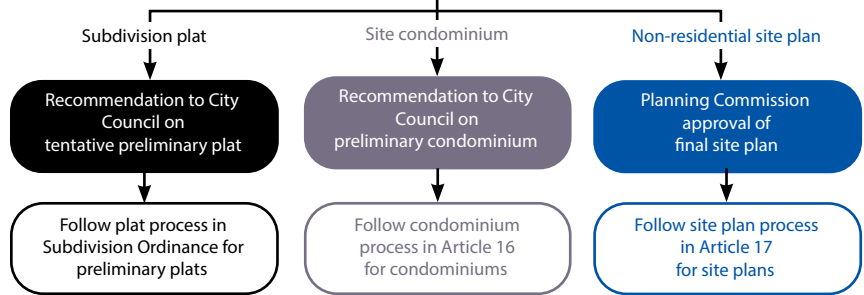 Subdivision plat
Site condominium
Non-residential site plan
Recommendation to City
Council on
tentative preliminary plat
Recommendation to City
Council on
preliminary condominium
Planning Commission
approval of
final site plan
Follow plat process in
Subdivision Ordinance for
preliminary plats
Follow condominium
process in Article 16
for condominiums
Follow site plan process
in Article 17
for site plans